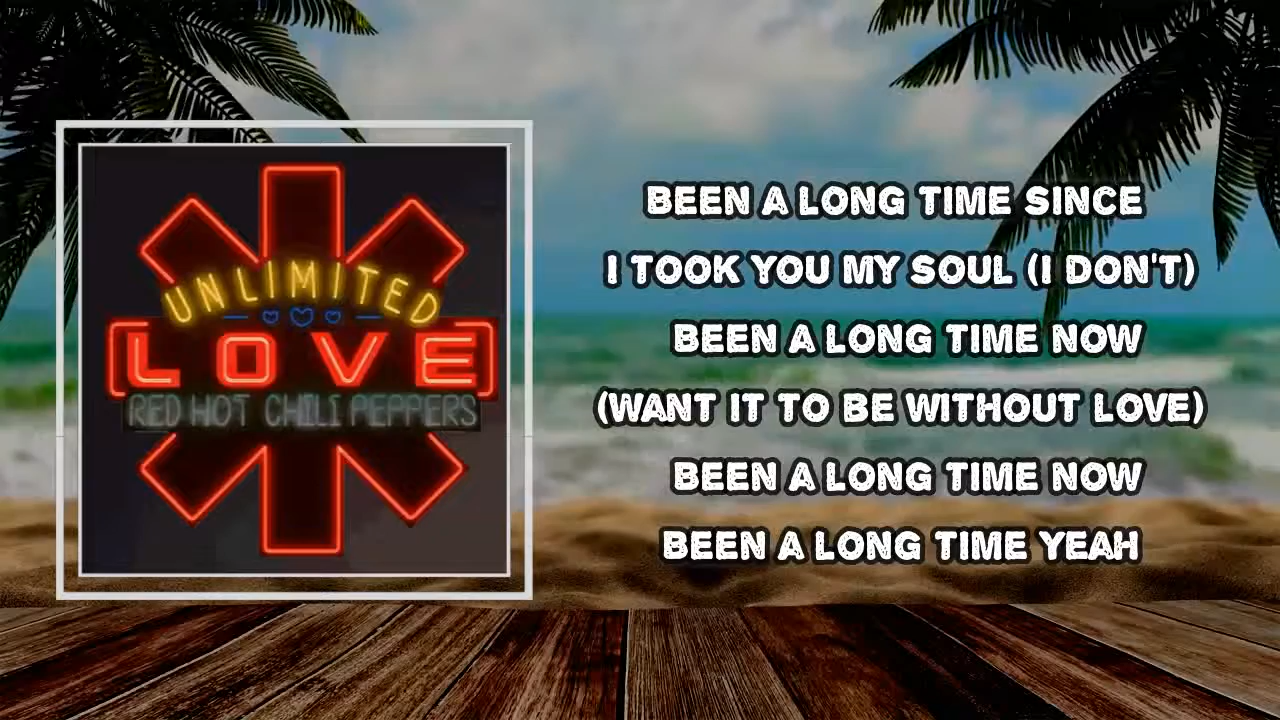 UNLIMITED
LOVE
RED HOT CHILI PEPPERS
BEEN A LONG TIME SINCE
I TOOK YOU MY SOUL (I DON'T)
BEEN A LONG TIME NOW
(WANT IT TO BE WITHOUT LOVE)
BEEN A LONG TIME NOW
BEEN A LONG TIME YEAH